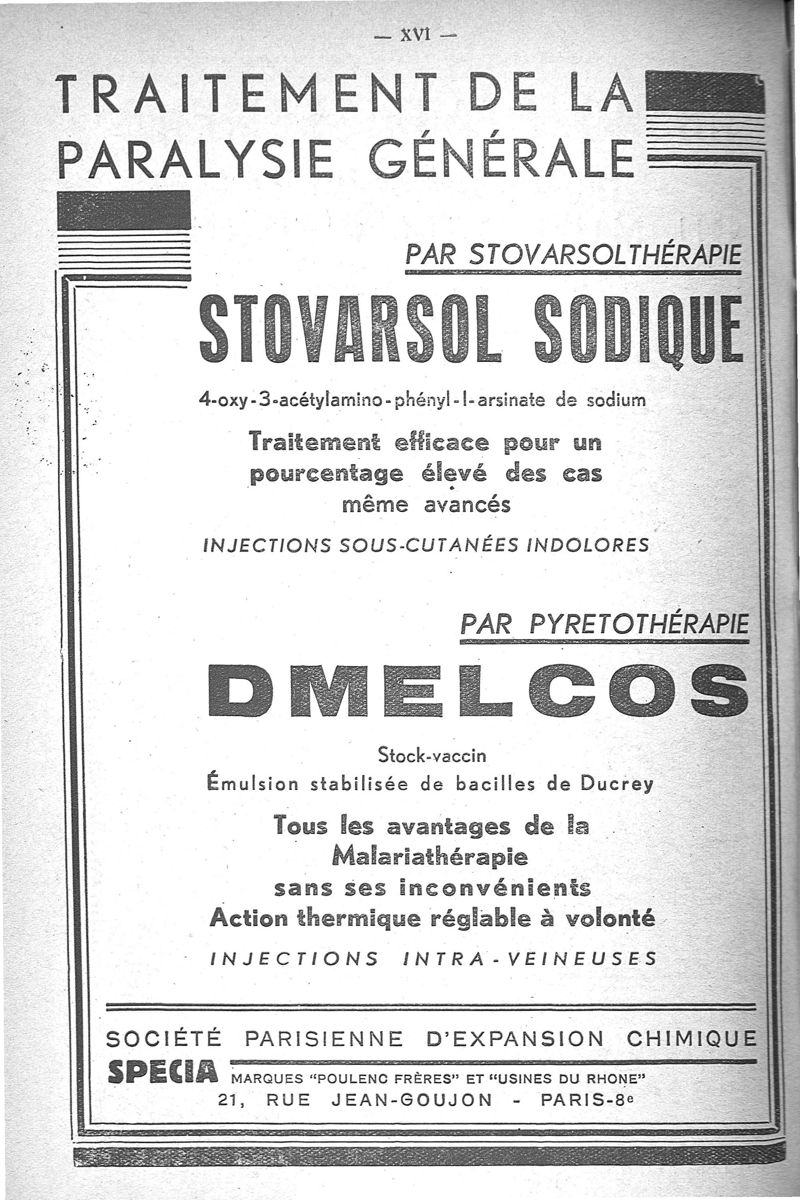 — XVI —
TRAITEMENT DE LA
PARALYSIE GÉNÉRALE
PAR STOVARSOLTHÉRAPIE
STOVARSOL SODIQUE
4-oxy-3-acétylamino-phényl-1-arsinate de sodium
Traitement efficace pour un
pourcentage élevé des cas
même avancés
INJECTIONS SOUS-CUTANÉES INDOLORES
PAR PYRETOTHÉRAPIE
DMELCOS
Stock-vaccin
Émulsion stabilisée de bacilles de Ducrey
Tous les avantages de la
Malariathérapie
sans ses inconvénients
Action thermique réglable à volonté
INJECTIONS INTRA-VEINEUSES
SOCIÉTÉ PARISIENNE D'EXPANSION CHIMIQUE
SPECIA MARQUES "POULENC FRÈRES" ET "USINES DU RHONE"
21, RUE JEAN-GOUJON - PARIS-8e